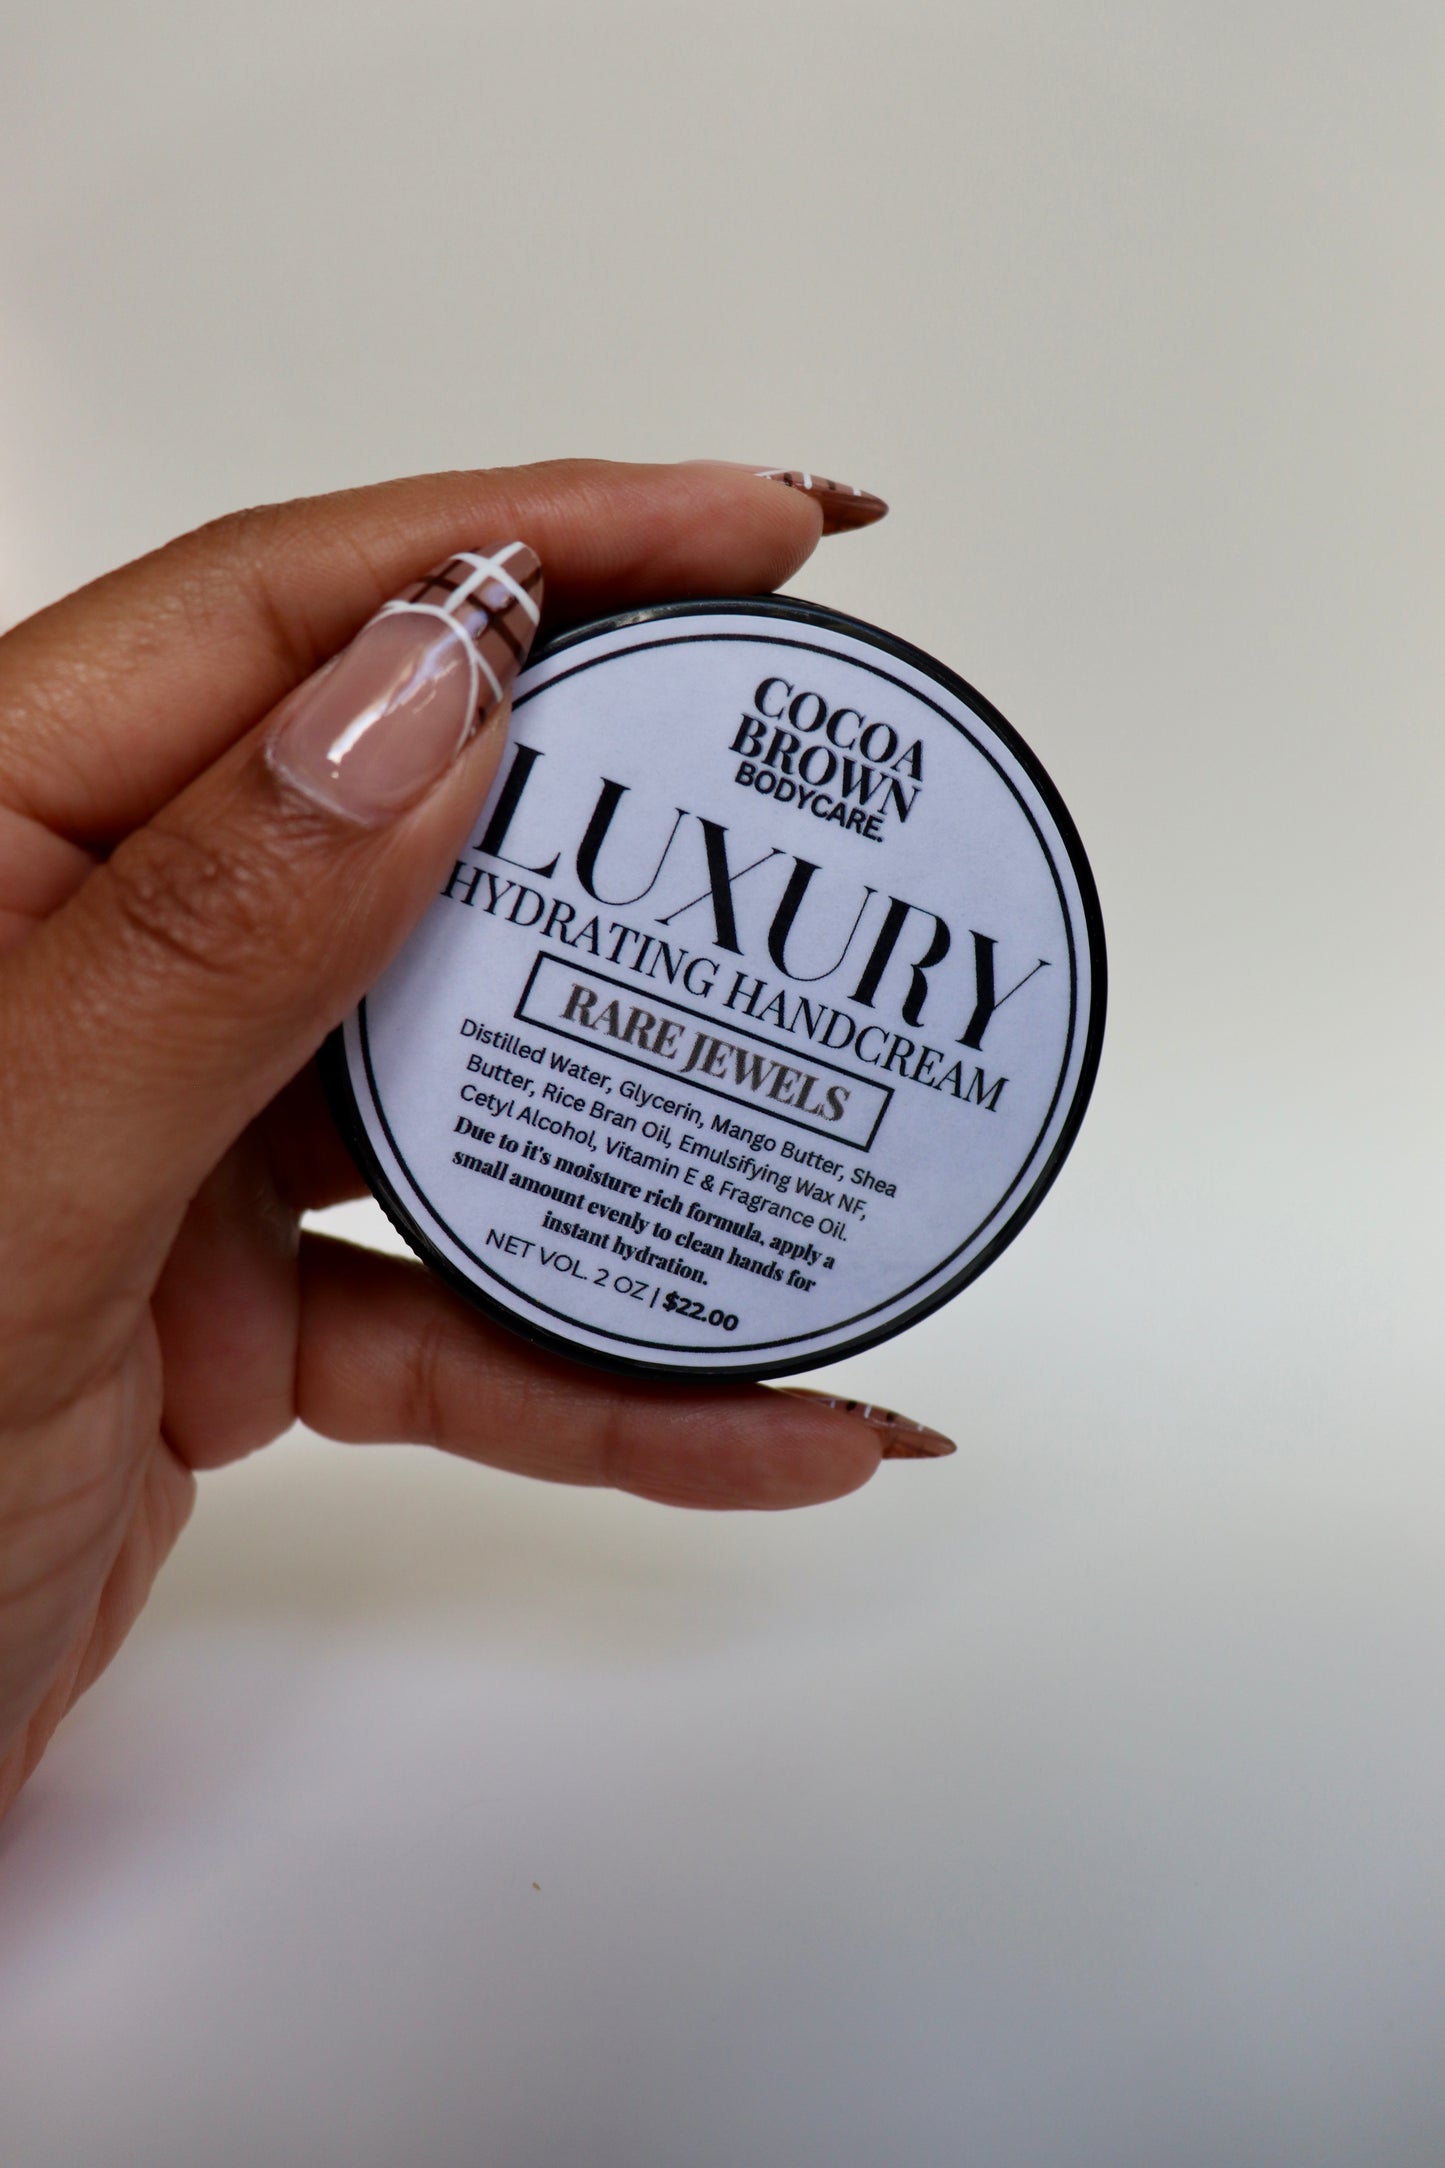 COCOA
BROWN
BODYCARE.
LUXURY
HYDRATING HANDCREAM
RARE JEWELS
Distilled Water, Glycerin, Mango Butter, Shea
Butter, Rice Bran Oil, Emulsifying Wax NF,
Cetyl Alcohol, Vitamin E & Fragrance Oil.
Due to it's moisture rich formula, apply a
small amount evenly to clean hands for
instant hydration.
NET VOL. 2 OZ | $22.00